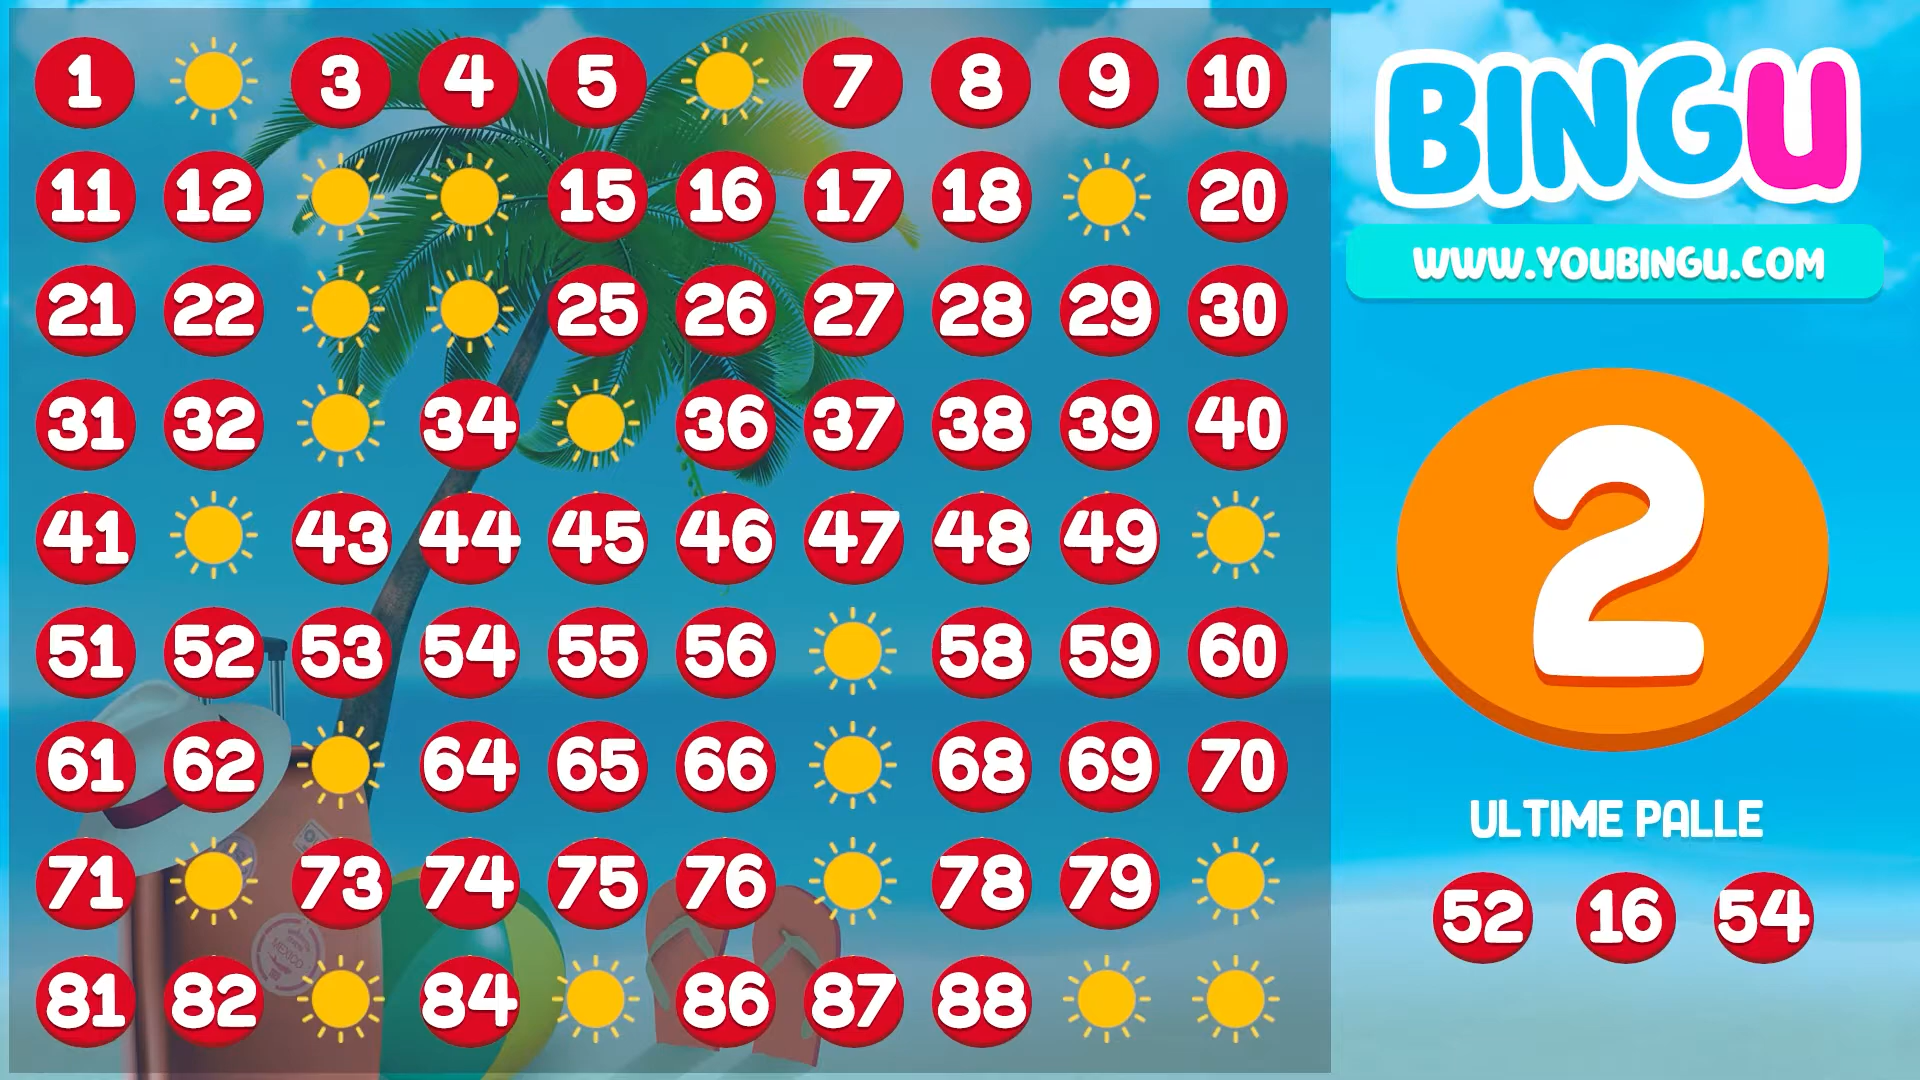 1 3 4 5 7 8 9 10
11 12 15 16 17 18 20
21 22 25 26 27 28 29 30
31 32 34 36 37 38 39 40
41 43 44 45 46 47 48 49
51 52 53 54 55 56 58 59 60
61 62 64 65 66 68 69 70
71 73 74 75 76 78 79
81 82 84 86 87 88
MEXICO
BINGU
WWW.YOUBINGU.COM
2
ULTIME PALLE
52 16 54